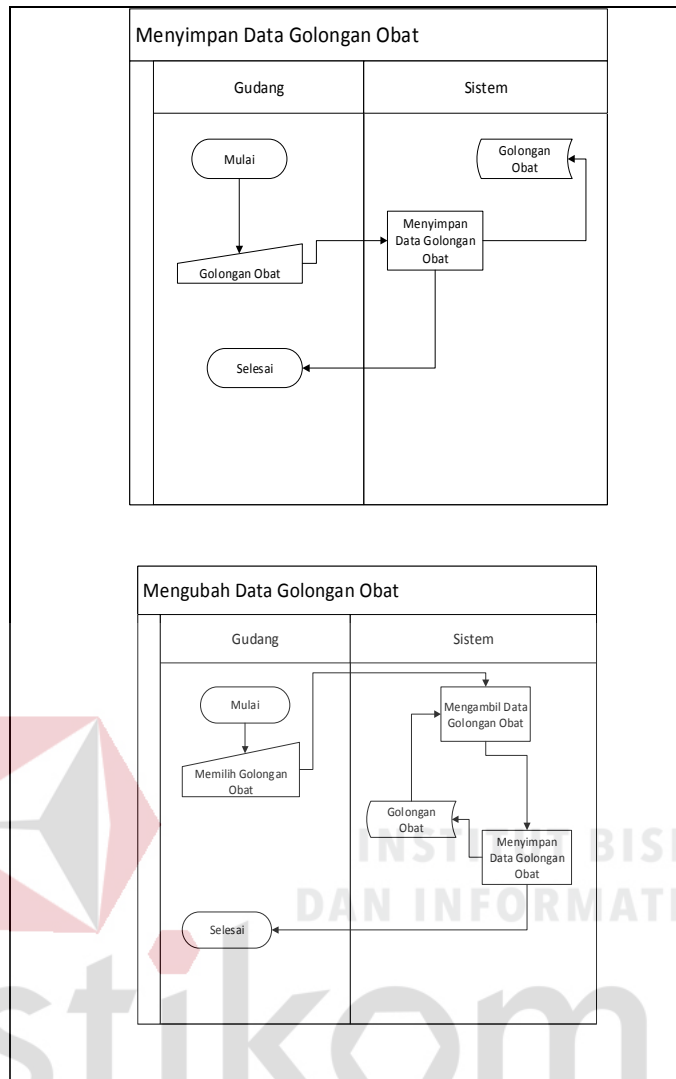 Menyimpan Data Golongan Obat
Gudang
Sistem
Mulai
Golongan
Obat
Menyimpan
Data Golongan
Obat
Golongan Obat
Selesai
Mengubah Data Golongan Obat
Gudang
Sistem
Mulai
Mengambil Data
Golongan Obat
Memilih Golongan
Obat
Golongan
Obat
Menyimpan
Data Golongan
Obat
Selesai
INSTITUT BISI
DAN INFORMATI
stikom